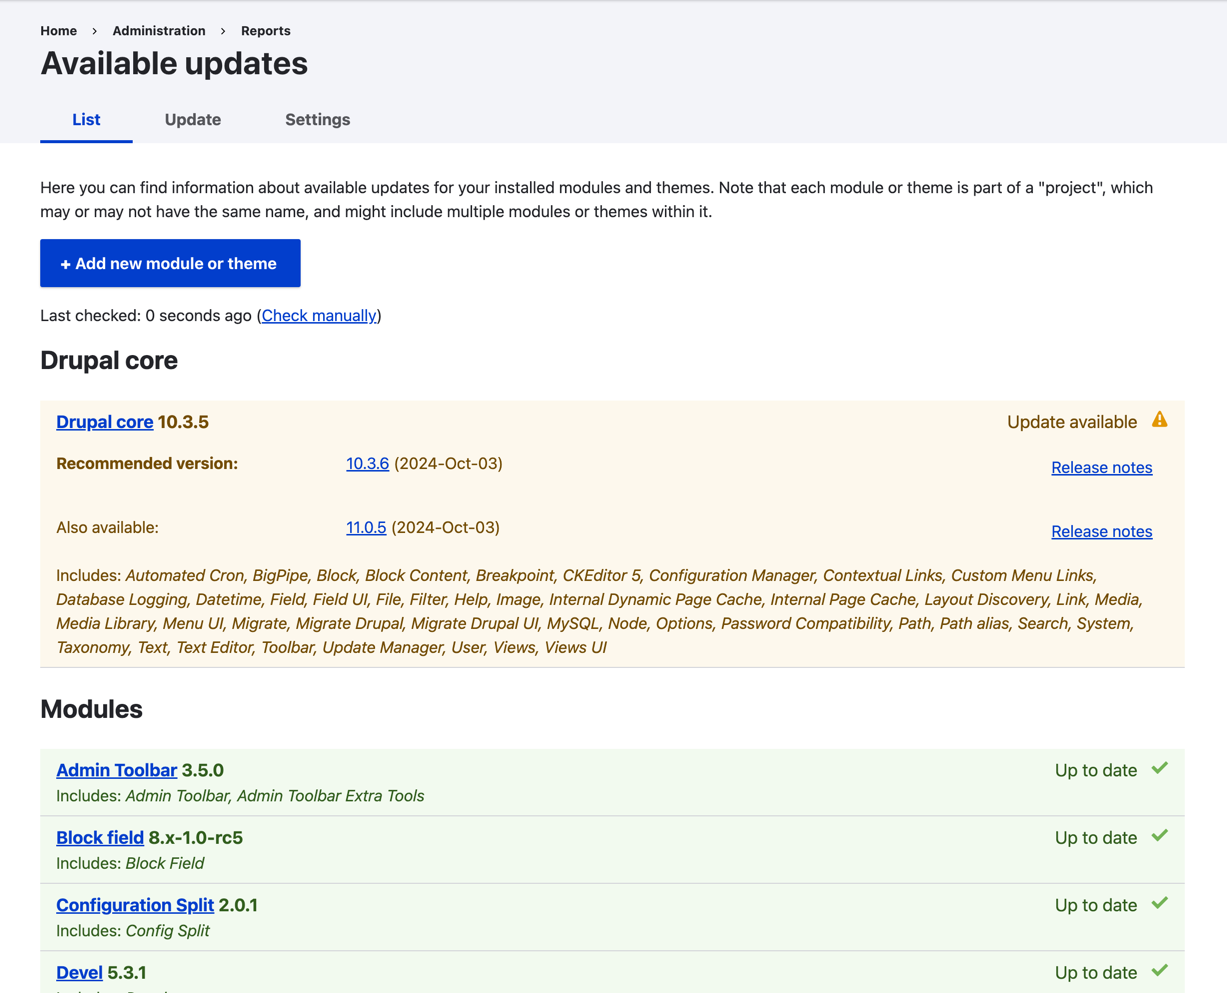 Home > Administration > Reports
Available updates
List Update Settings
Here you can find information about available updates for your installed modules and themes. Note that each module or theme is part of a "project", which
may or may not have the same name, and might include multiple modules or themes within it.
+ Add new module or theme
Last checked: 0 seconds ago (Check manually)
Drupal core
Drupal core 10.3.5 Update available
Recommended version: 10.3.6 (2024-Oct-03) Release notes
Also available: 11.0.5 (2024-Oct-03) Release notes
Includes: Automated Cron, BigPipe, Block, Block Content, Breakpoint, CKEditor 5, Configuration Manager, Contextual Links, Custom Menu Links,
Database Logging, Datetime, Field, Field UI, File, Filter, Help, Image, Internal Dynamic Page Cache, Internal Page Cache, Layout Discovery, Link, Media,
Media Library, Menu UI, Migrate, Migrate Drupal, Migrate Drupal UI, MySQL, Node, Options, Password Compatibility, Path, Path alias, Search, System,
Taxonomy, Text, Text Editor, Toolbar, Update Manager, User, Views, Views UI
Modules
Admin Toolbar 3.5.0 Up to date
Includes: Admin Toolbar, Admin Toolbar Extra Tools
Block field 8.x-1.0-rc5 Up to date
Includes: Block Field
Configuration Split 2.0.1 Up to date
Includes: Config Split
Devel 5.3.1 Up to date